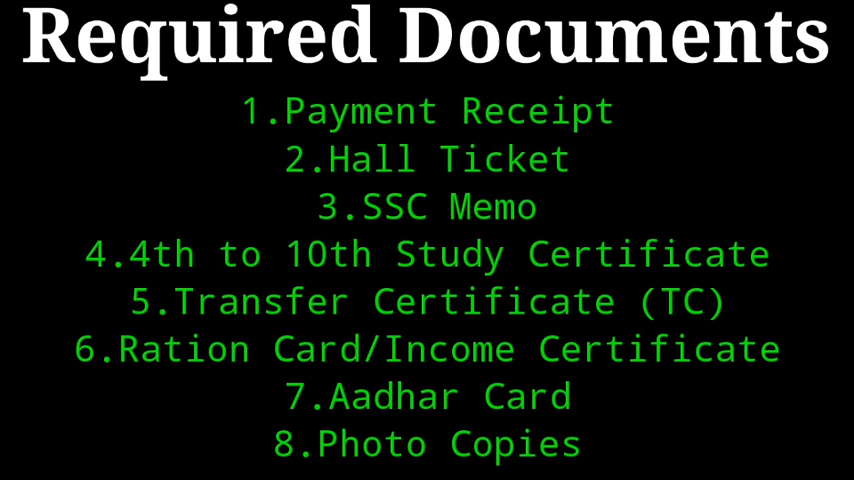 Required Documents
1.Payment Receipt
2.Hall Ticket
3.SSC Memo
4.4th to 10th Study Certificate
5.Transfer Certificate (TC)
6.Ration Card/Income Certificate
7.Aadhar Card
8.Photo Copies